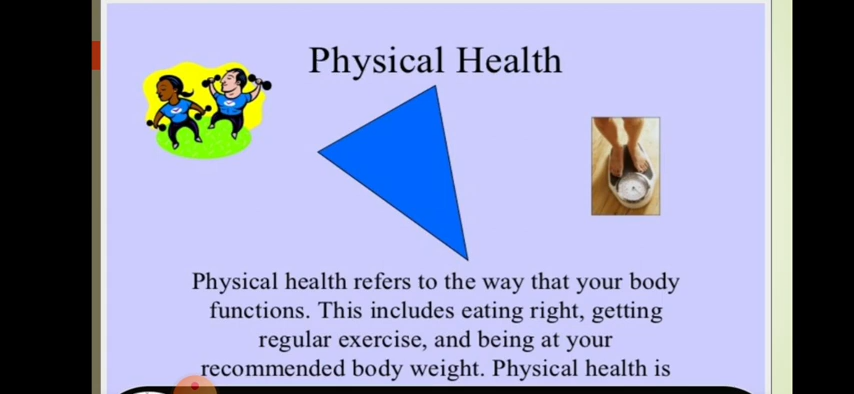 Physical Health
Physical health refers to the way that your body
functions. This includes eating right, getting
regular exercise, and being at your
recommended body weight. Physical health is